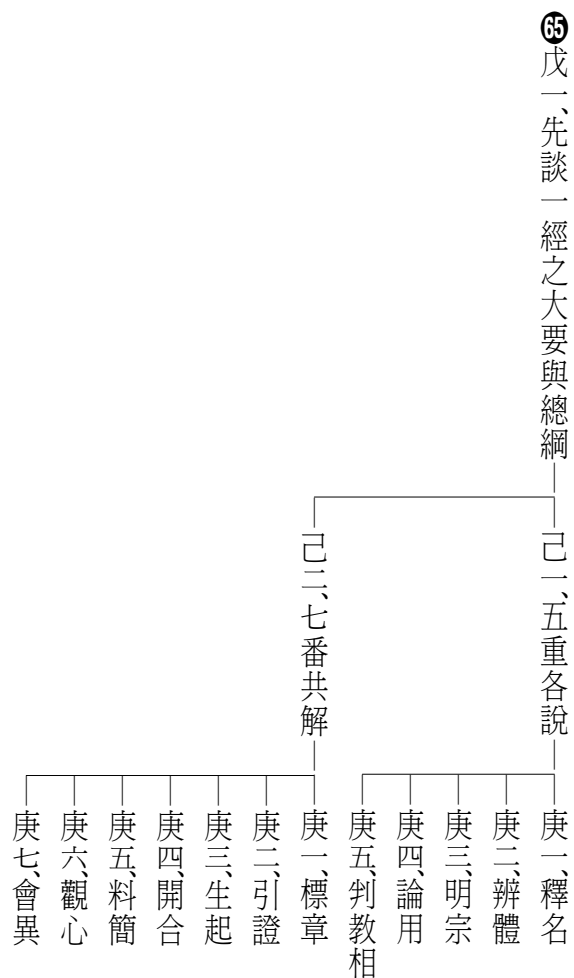 65戊一、先談一經之大要與總綱
己一、五重各說
庚一、釋名
庚二、辨體
庚三、明宗
庚四、論用
庚五、判教相
己二、七番共解
庚一、標章
庚二、引證
庚三、生起
庚四、開合
庚五、料簡
庚六、觀心
庚七、會異